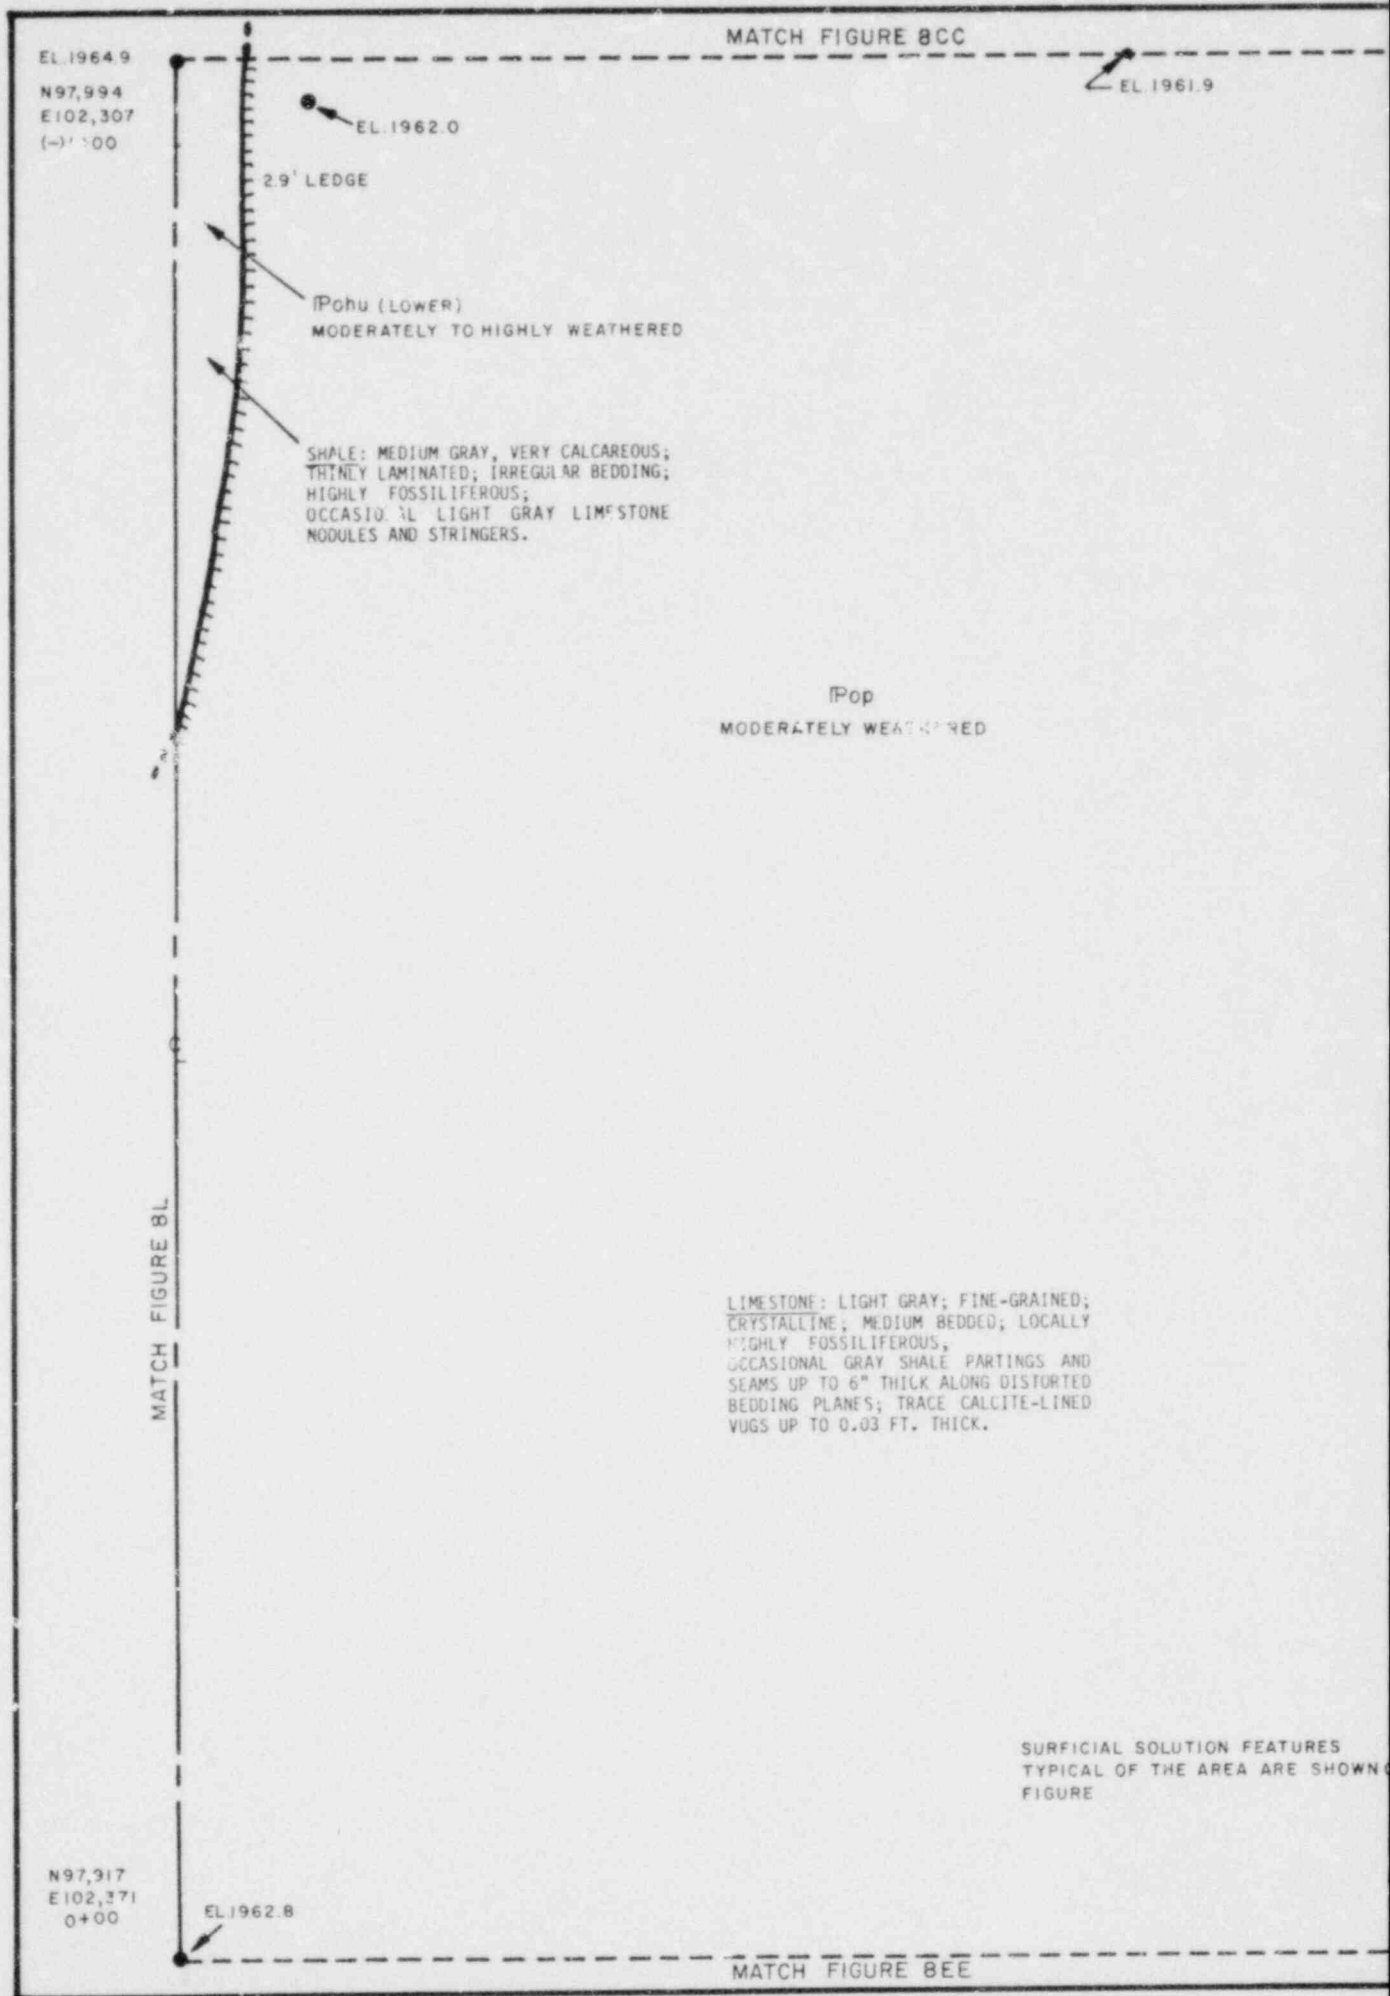 MATCH FIGURE 8CC
EL.1964.9
N97,994
E102,307
EL.1961.9
EL.1962.0
2.9' LEDGE
ℙohu (LOWER)
MODERATELY TO HIGHLY WEATHERED
SHALE: MEDIUM GRAY, VERY CALCAREOUS;
THINLY LAMINATED; IRREGULAR BEDDING;
HIGHLY FOSSILIFEROUS;
LIGHT GRAY LIMESTONE
NODULES AND STRINGERS.
ℙop
MODERATELY
MATCH FIGURE 8L
LIMESTONE: LIGHT GRAY; FINE-GRAINED;
CRYSTALLINE; MEDIUM BEDDED; LOCALLY
HIGHLY FOSSILIFEROUS,
OCCASIONAL GRAY SHALE PARTINGS AND
SEAMS UP TO 6" THICK ALONG DISTORTED
BEDDING PLANES; TRACE CALCITE-LINED
VUGS UP TO 0.03 FT. THICK.
SURFICIAL SOLUTION FEATURES
TYPICAL OF THE AREA ARE SHOWN
FIGURE
N97,917
E102,371
0+00
EL.1962.8
MATCH FIGURE 8EE